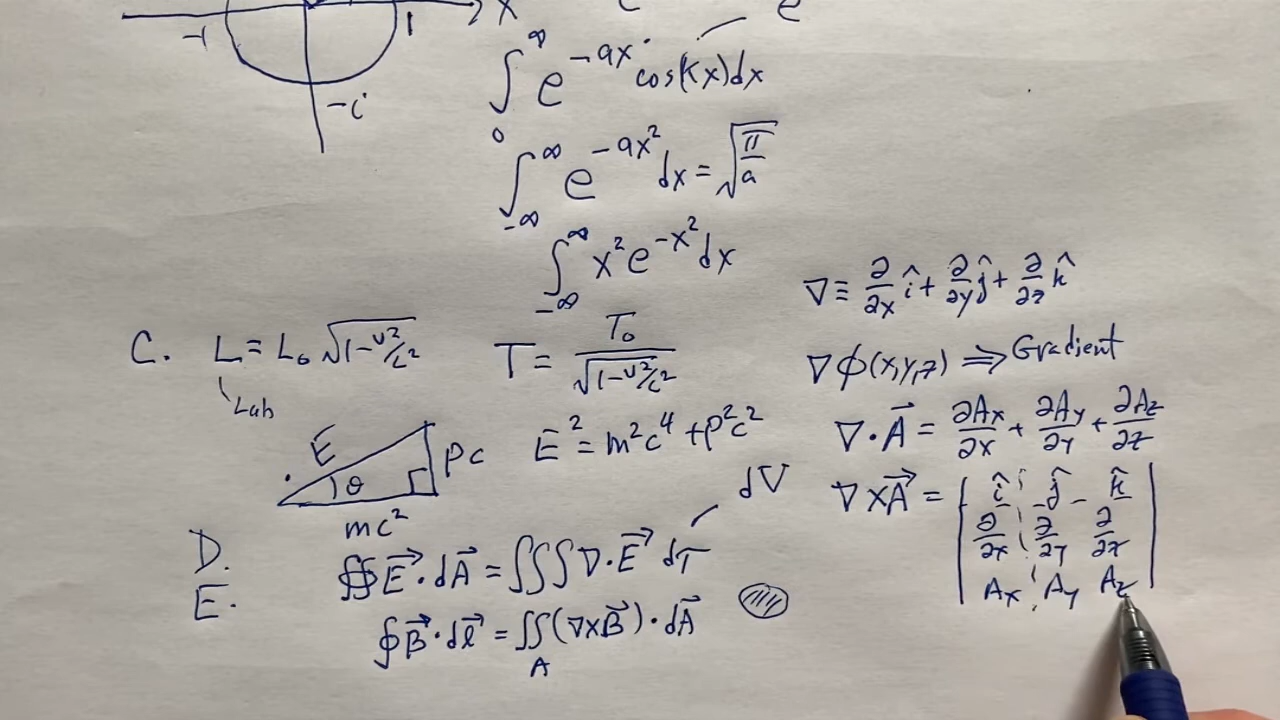 x
-1 1
-i
e
∫₀^∞ e^{-ax} cos(kx)dx
∫_{-∞}^{∞} e^{-ax²} dx = √(π/a)
∫_{-∞}^{∞} x² e^{-x²} dx
∇ ≡ ∂/∂x î + ∂/∂y ĵ + ∂/∂z k̂
C. L = L₀ √(1-v²/c²) T = T₀/√(1-v²/c²)
Lab
∇ϕ(x,y,z) ⟹ Gradient
E θ pc mc²
E² = m²c⁴ + p²c²
∇·A⃗ = ∂Ax/∂x + ∂Ay/∂y + ∂Az/∂z
∇×A⃗ = | î ĵ k̂ |
| ∂/∂x ∂/∂y ∂/∂z |
| Ax Ay Az |
D.
dV
∯ E⃗·dA⃗ = ∭ ∇·E⃗ dτ
E.
∮ B⃗·dℓ⃗ = ∬_A (∇×B⃗)·dA⃗